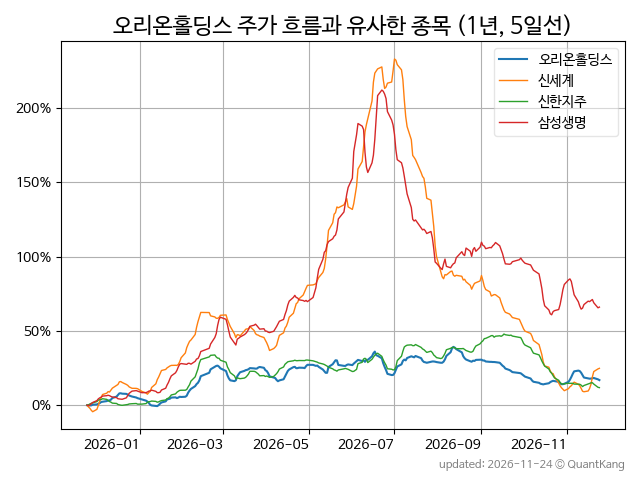 오리온홀딩스 주가 흐름과 유사한 종목 (1년, 5일선)
오리온홀딩스
신세계
신한지주
삼성생명
200%
150%
100%
50%
0%
2026-01
2026-03
2026-05
2026-07
2026-09
2026-11
updated: 2026-11-24 © QuantKang